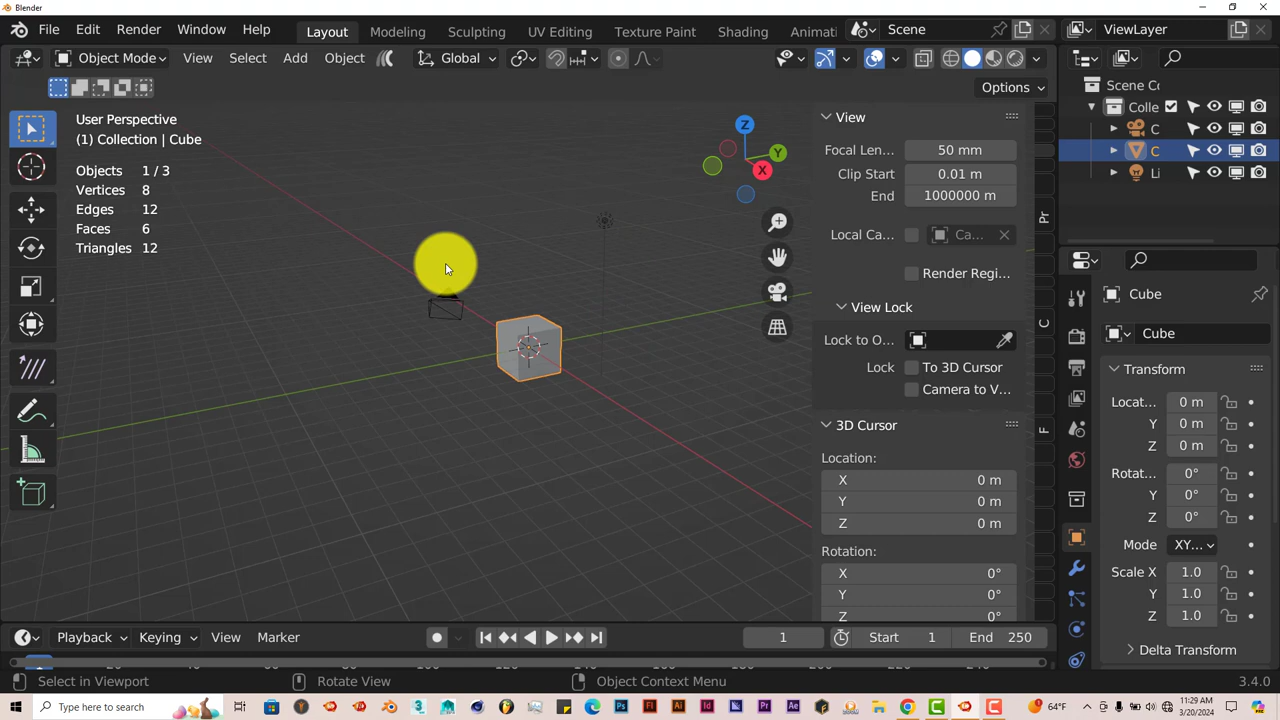 Blender
File Edit Render Window Help Layout Modeling Sculpting UV Editing Texture Paint Shading Animat Scene ViewLayer
Object Mode View Select Add Object Global
Options
User Perspective
(1) Collection | Cube
Objects 1 / 3
Vertices 8
Edges 12
Faces 6
Triangles 12
Z
Y
X
View
Focal Len... 50 mm
Clip Start 0.01 m
End 1000000 m
Local Ca... Ca...
Render Regi...
View Lock
Lock to O...
Lock To 3D Cursor
Camera to V...
3D Cursor
Location:
X 0 m
Y 0 m
Z 0 m
Rotation:
X 0°
Y 0°
Z 0°
Pr
C
F
Scene Cc
Colle
C
C
Li
Cube
Cube
Transform
Locat... 0 m
Y 0 m
Z 0 m
Rotat... 0°
Y 0°
Z 0°
Mode XY...
Scale X 1.0
Y 1.0
Z 1.0
Delta Transform
Playback Keying View Marker 1 Start 1 End 250
Select in Viewport Rotate View Object Context Menu 3.4.0
Type here to search
64°F
11:29 AM
3/20/2024